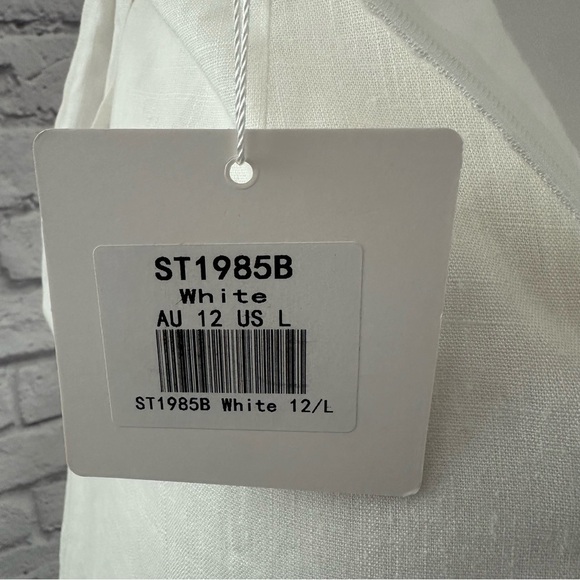 ST1985B
White
AU 12 US L
ST1985B White 12/L